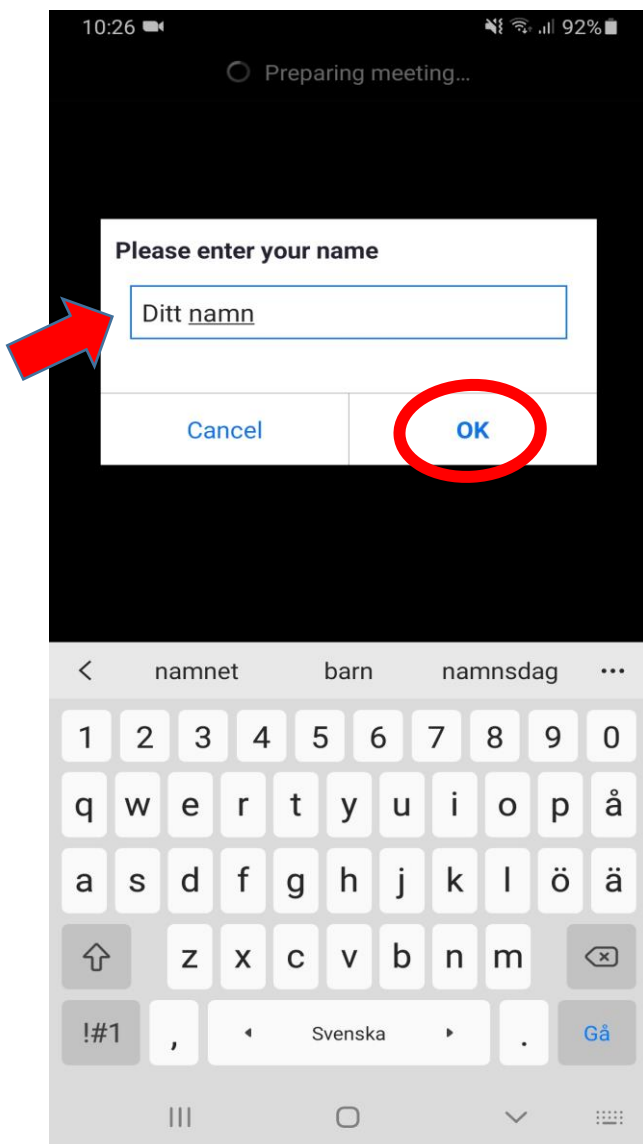 10:26 92%
Preparing meeting...
Please enter your name
Ditt namn
Cancel OK
namnet barn namnsdag ...
1 2 3 4 5 6 7 8 9 0
q w e r t y u i o p å
a s d f g h j k l ö ä
z x c v b n m
!#1 , Svenska . Gå